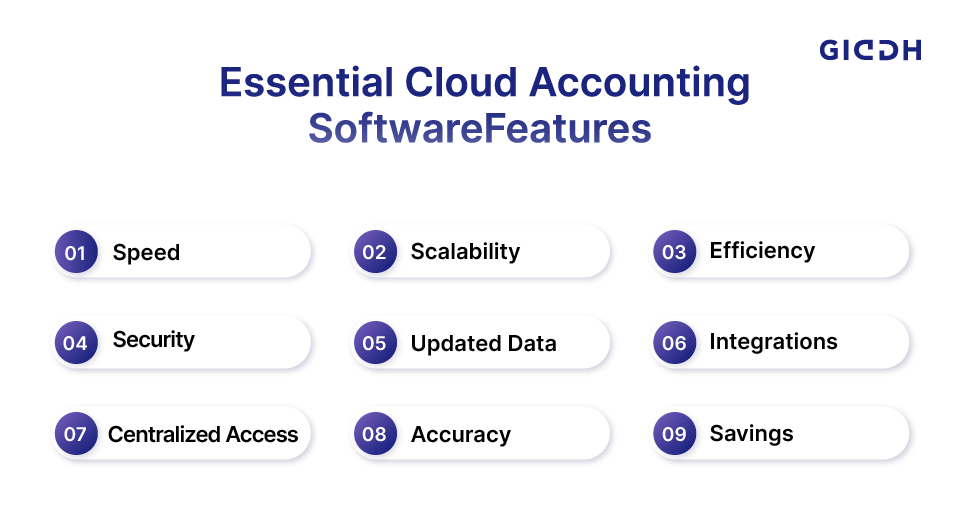 GIDDH
Essential Cloud Accounting
SoftwareFeatures
01 Speed
02 Scalability
03 Efficiency
04 Security
05 Updated Data
06 Integrations
07 Centralized Access
08 Accuracy
09 Savings